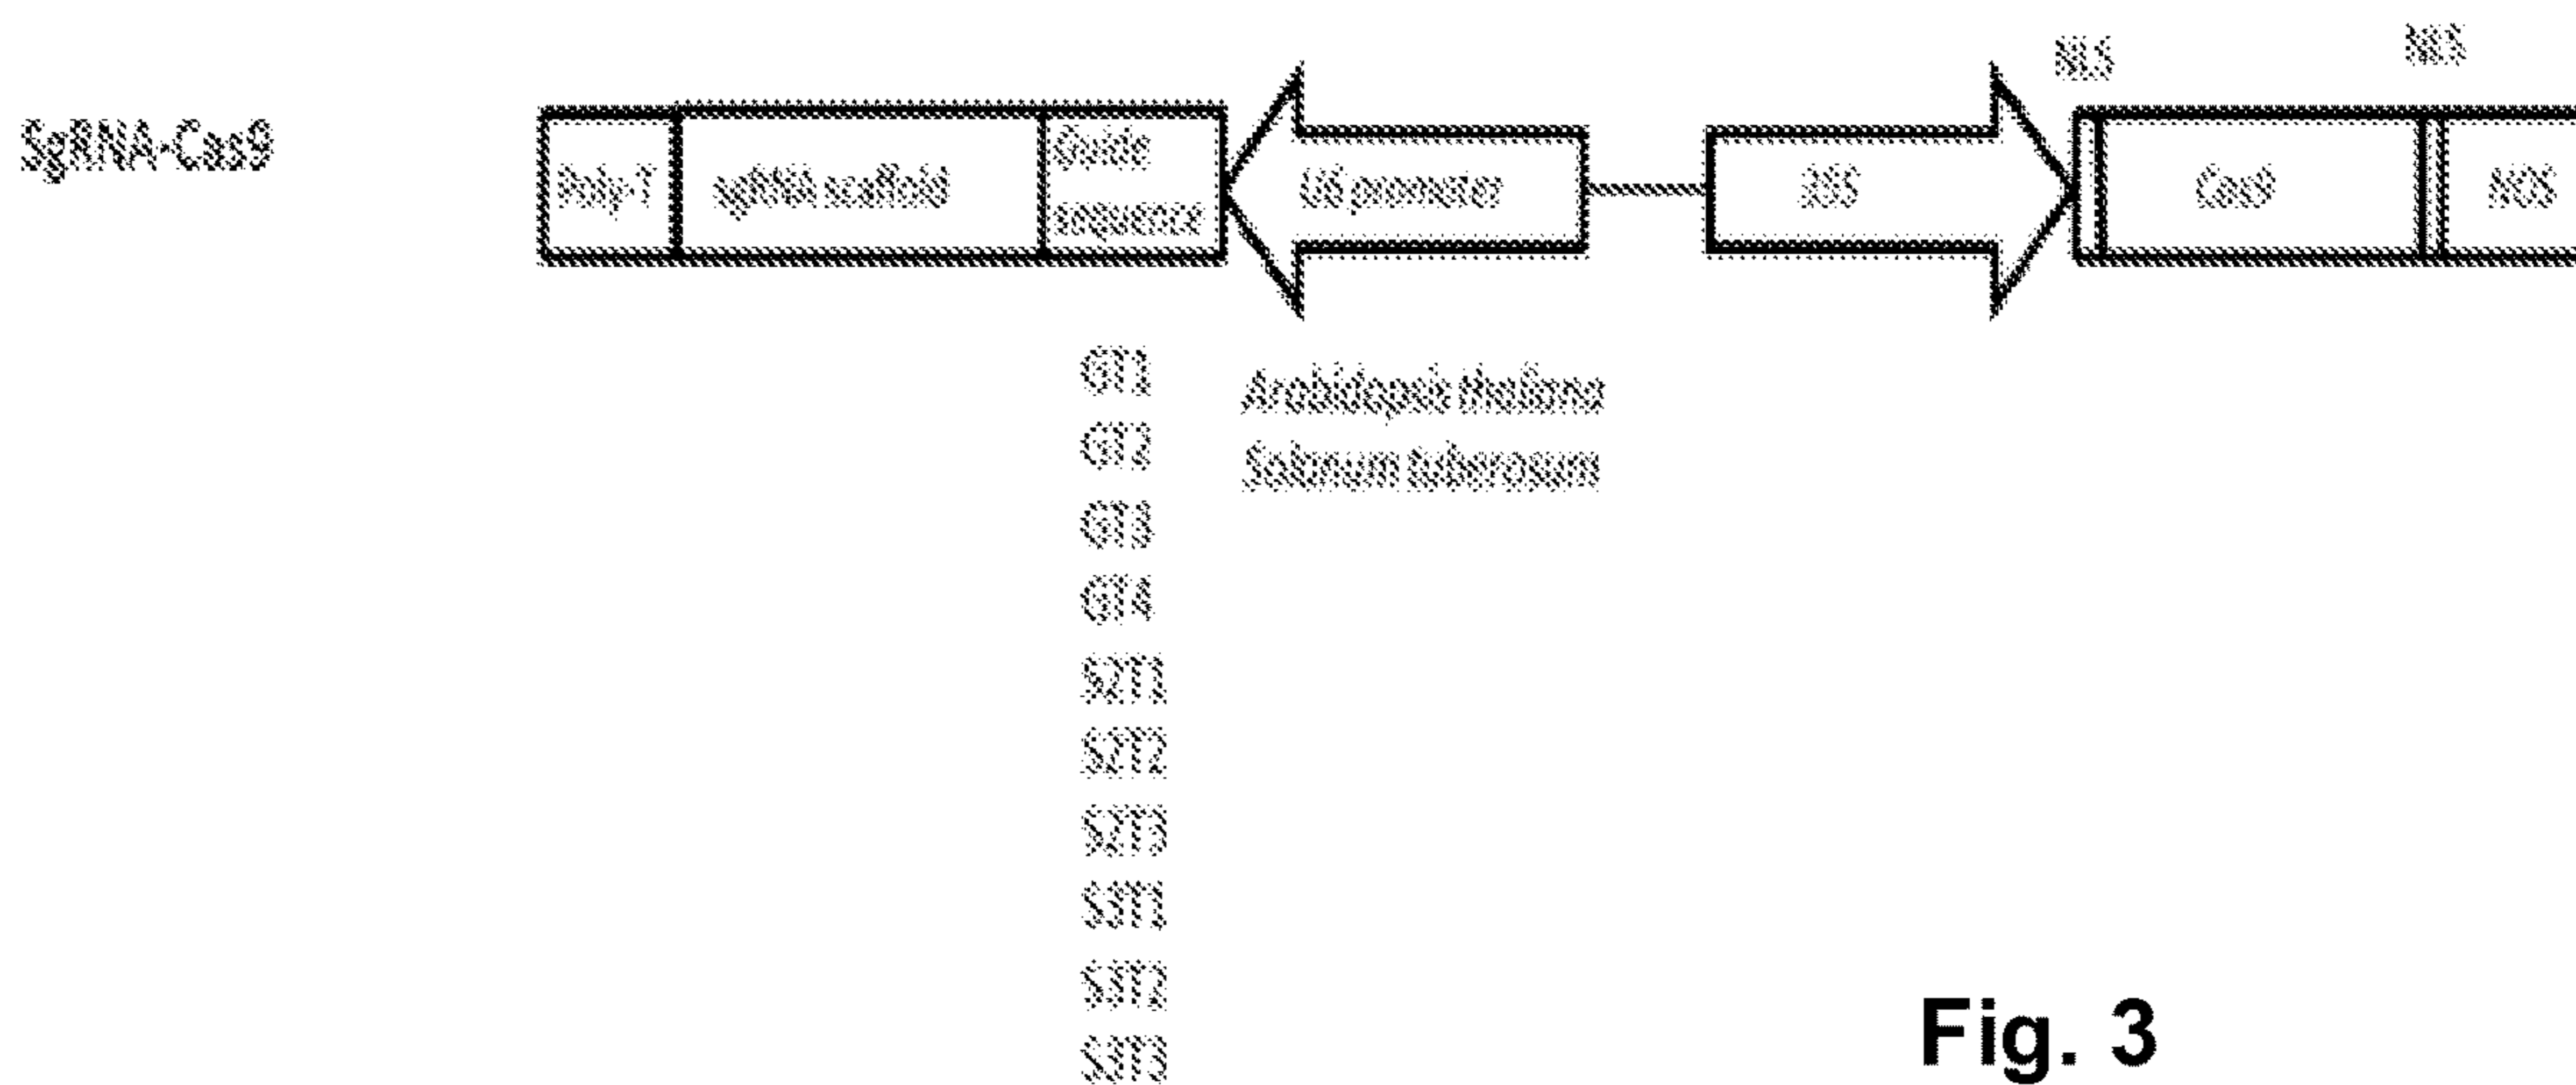 NLS
NLS
SgRNA-Cas9
Poly-T
sgRNA scaffold
Guide
sequence
U6 promoter
35S
Cas9
NOS
GT1
GT2
GT3
GT4
S2T1
S2T2
S2T3
S3T1
S3T2
S3T3
Arabidopsis thaliana
Solanum tuberosum
Fig. 3